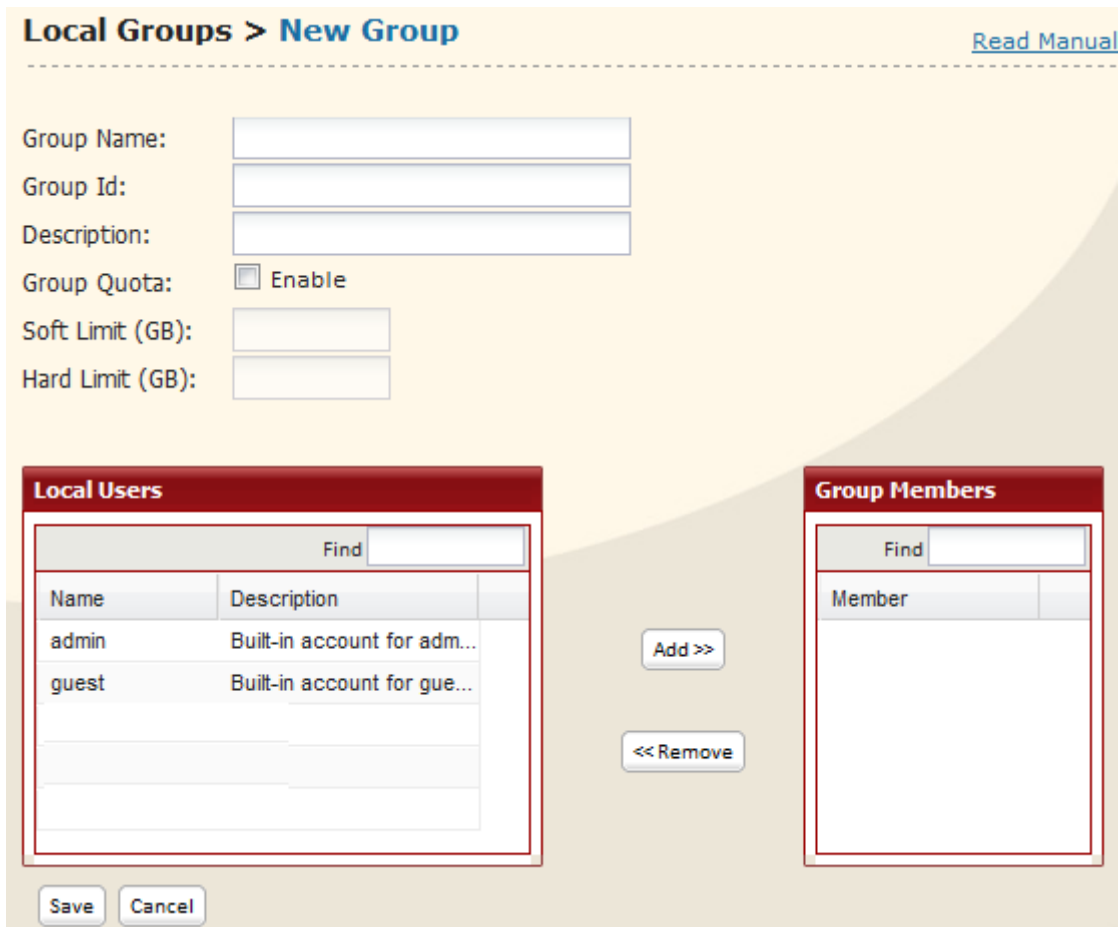 Local Groups > New Group
Read Manual
Group Name:
Group Id:
Description:
Group Quota: Enable
Soft Limit (GB):
Hard Limit (GB):
Local Users
Find
Name Description
admin Built-in account for adm...
guest Built-in account for gue...
Add >>
<< Remove
Group Members
Find
Member
Save Cancel